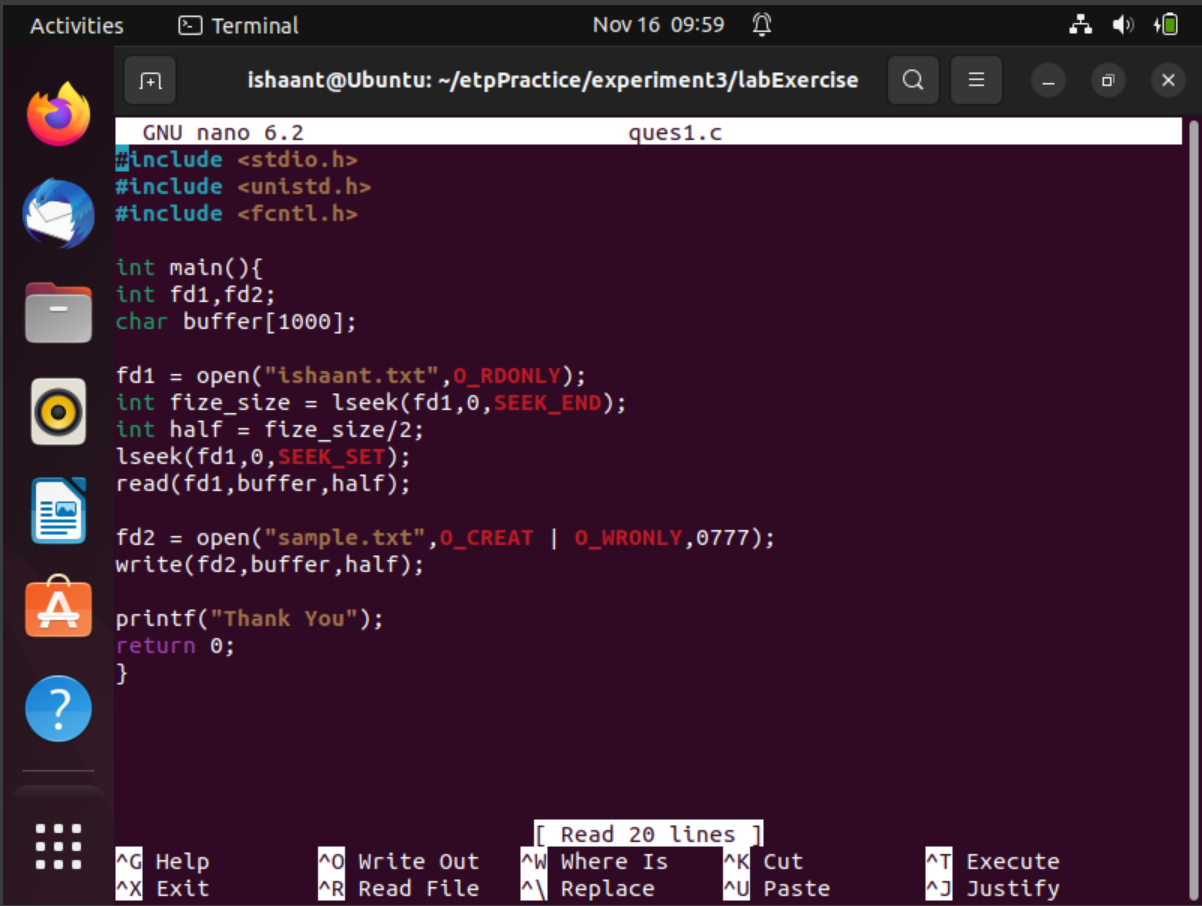 Activities Terminal Nov 16 09:59
ishaant@Ubuntu: ~/etpPractice/experiment3/labExercise
GNU nano 6.2 ques1.c
#include <stdio.h>
#include <unistd.h>
#include <fcntl.h>
int main(){
int fd1,fd2;
char buffer[1000];
fd1 = open("ishaant.txt",O_RDONLY);
int fize_size = lseek(fd1,0,SEEK_END);
int half = fize_size/2;
lseek(fd1,0,SEEK_SET);
read(fd1,buffer,half);
fd2 = open("sample.txt",O_CREAT | O_WRONLY,0777);
write(fd2,buffer,half);
printf("Thank You");
return 0;
}
[ Read 20 lines ]
^G Help ^O Write Out ^W Where Is ^K Cut ^T Execute
^X Exit ^R Read File ^\ Replace ^U Paste ^J Justify